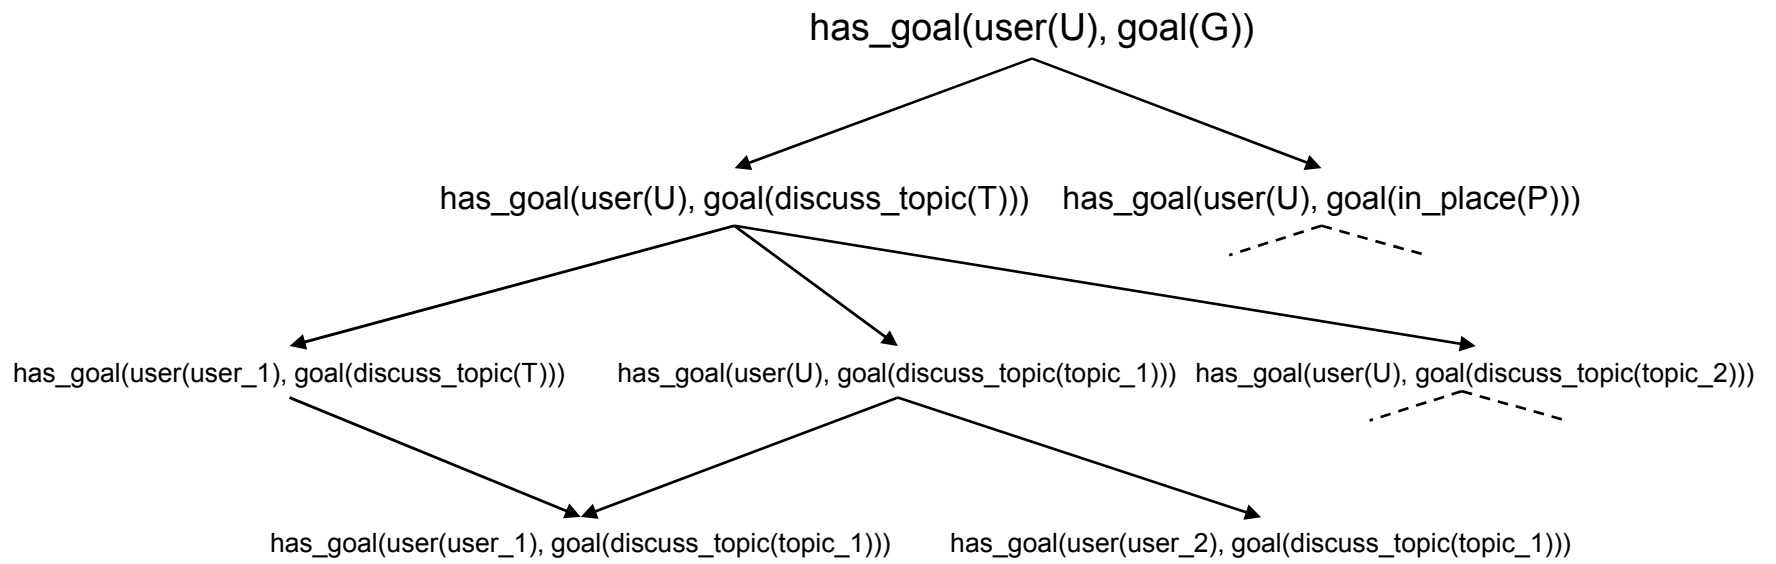 has_goal(user(U), goal(G))
has_goal(user(U), goal(discuss_topic(T)))
has_goal(user(U), goal(in_place(P)))
has_goal(user(user_1), goal(discuss_topic(T)))
has_goal(user(U), goal(discuss_topic(topic_1)))
has_goal(user(U), goal(discuss_topic(topic_2)))
has_goal(user(user_1), goal(discuss_topic(topic_1)))
has_goal(user(user_2), goal(discuss_topic(topic_1)))